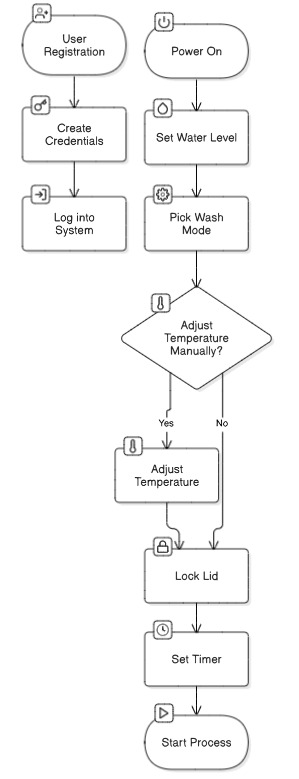 User
Registration
Create
Credentials
Log into
System
Power On
Set Water Level
Pick Wash
Mode
Adjust
Temperature
Manually?
Yes
No
Adjust
Temperature
Lock Lid
Set Timer
Start Process